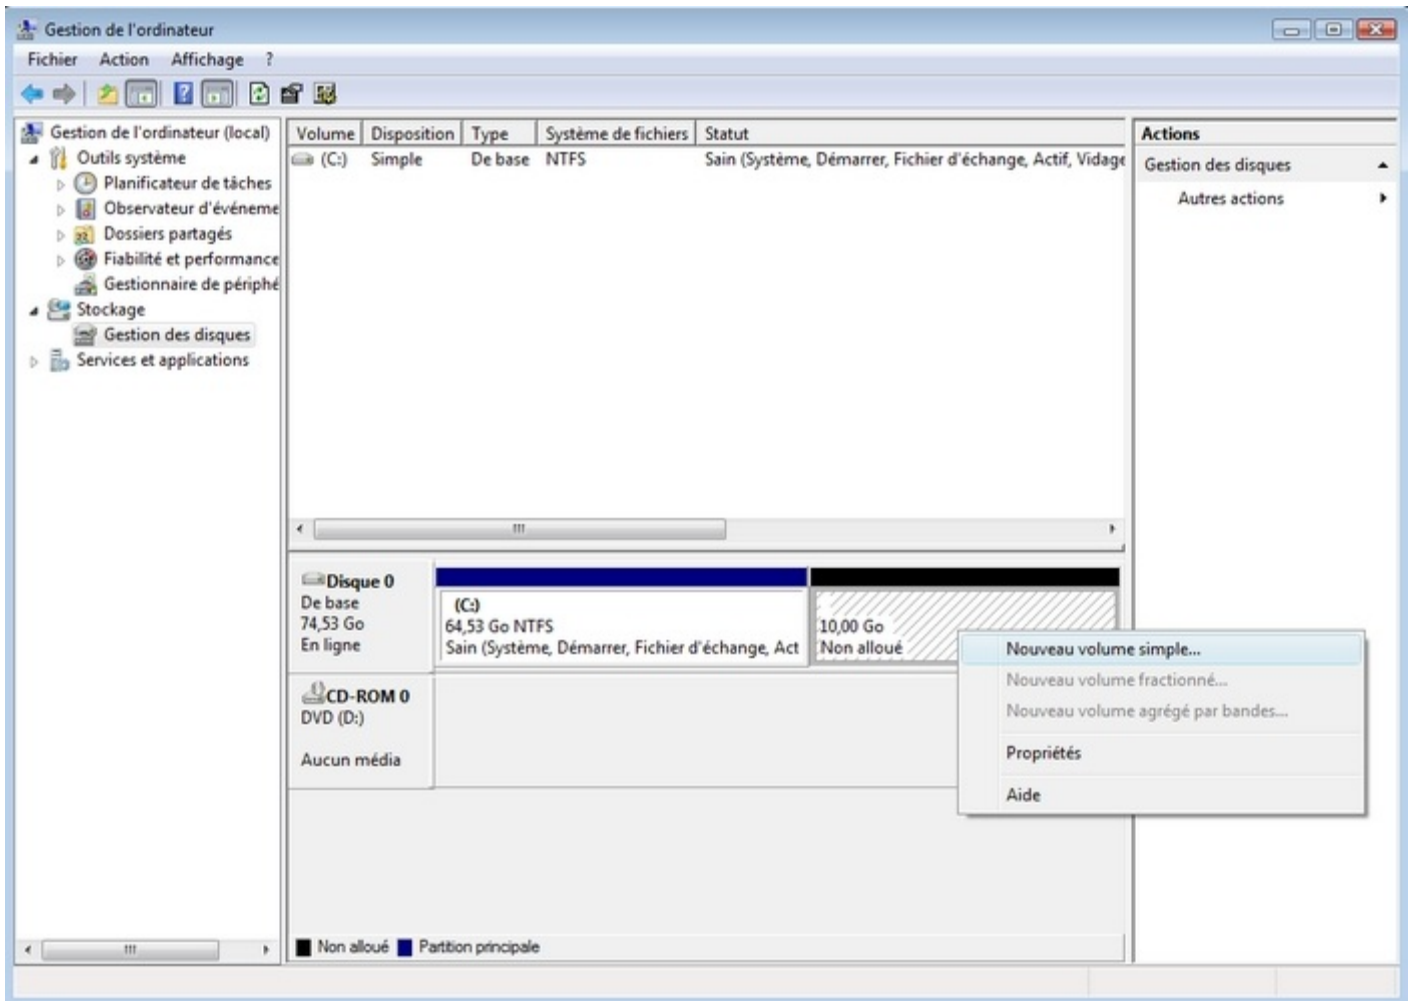 Gestion de l'ordinateur
Fichier Action Affichage ?
Gestion de l'ordinateur (local)
Outils système
Planificateur de tâches
Observateur d'événeme
Dossiers partagés
Fiabilité et performance
Gestionnaire de périphé
Stockage
Gestion des disques
Services et applications
Volume Disposition Type Système de fichiers Statut
(C:) Simple De base NTFS Sain (Système, Démarrer, Fichier d'échange, Actif, Vidage
Actions
Gestion des disques
Autres actions
Disque 0
De base
74,53 Go
En ligne
(C:)
64,53 Go NTFS
Sain (Système, Démarrer, Fichier d'échange, Act
10,00 Go
Non alloué
CD-ROM 0
DVD (D:)
Aucun média
Nouveau volume simple...
Nouveau volume fractionné...
Nouveau volume agrégé par bandes...
Propriétés
Aide
Non alloué Partition principale